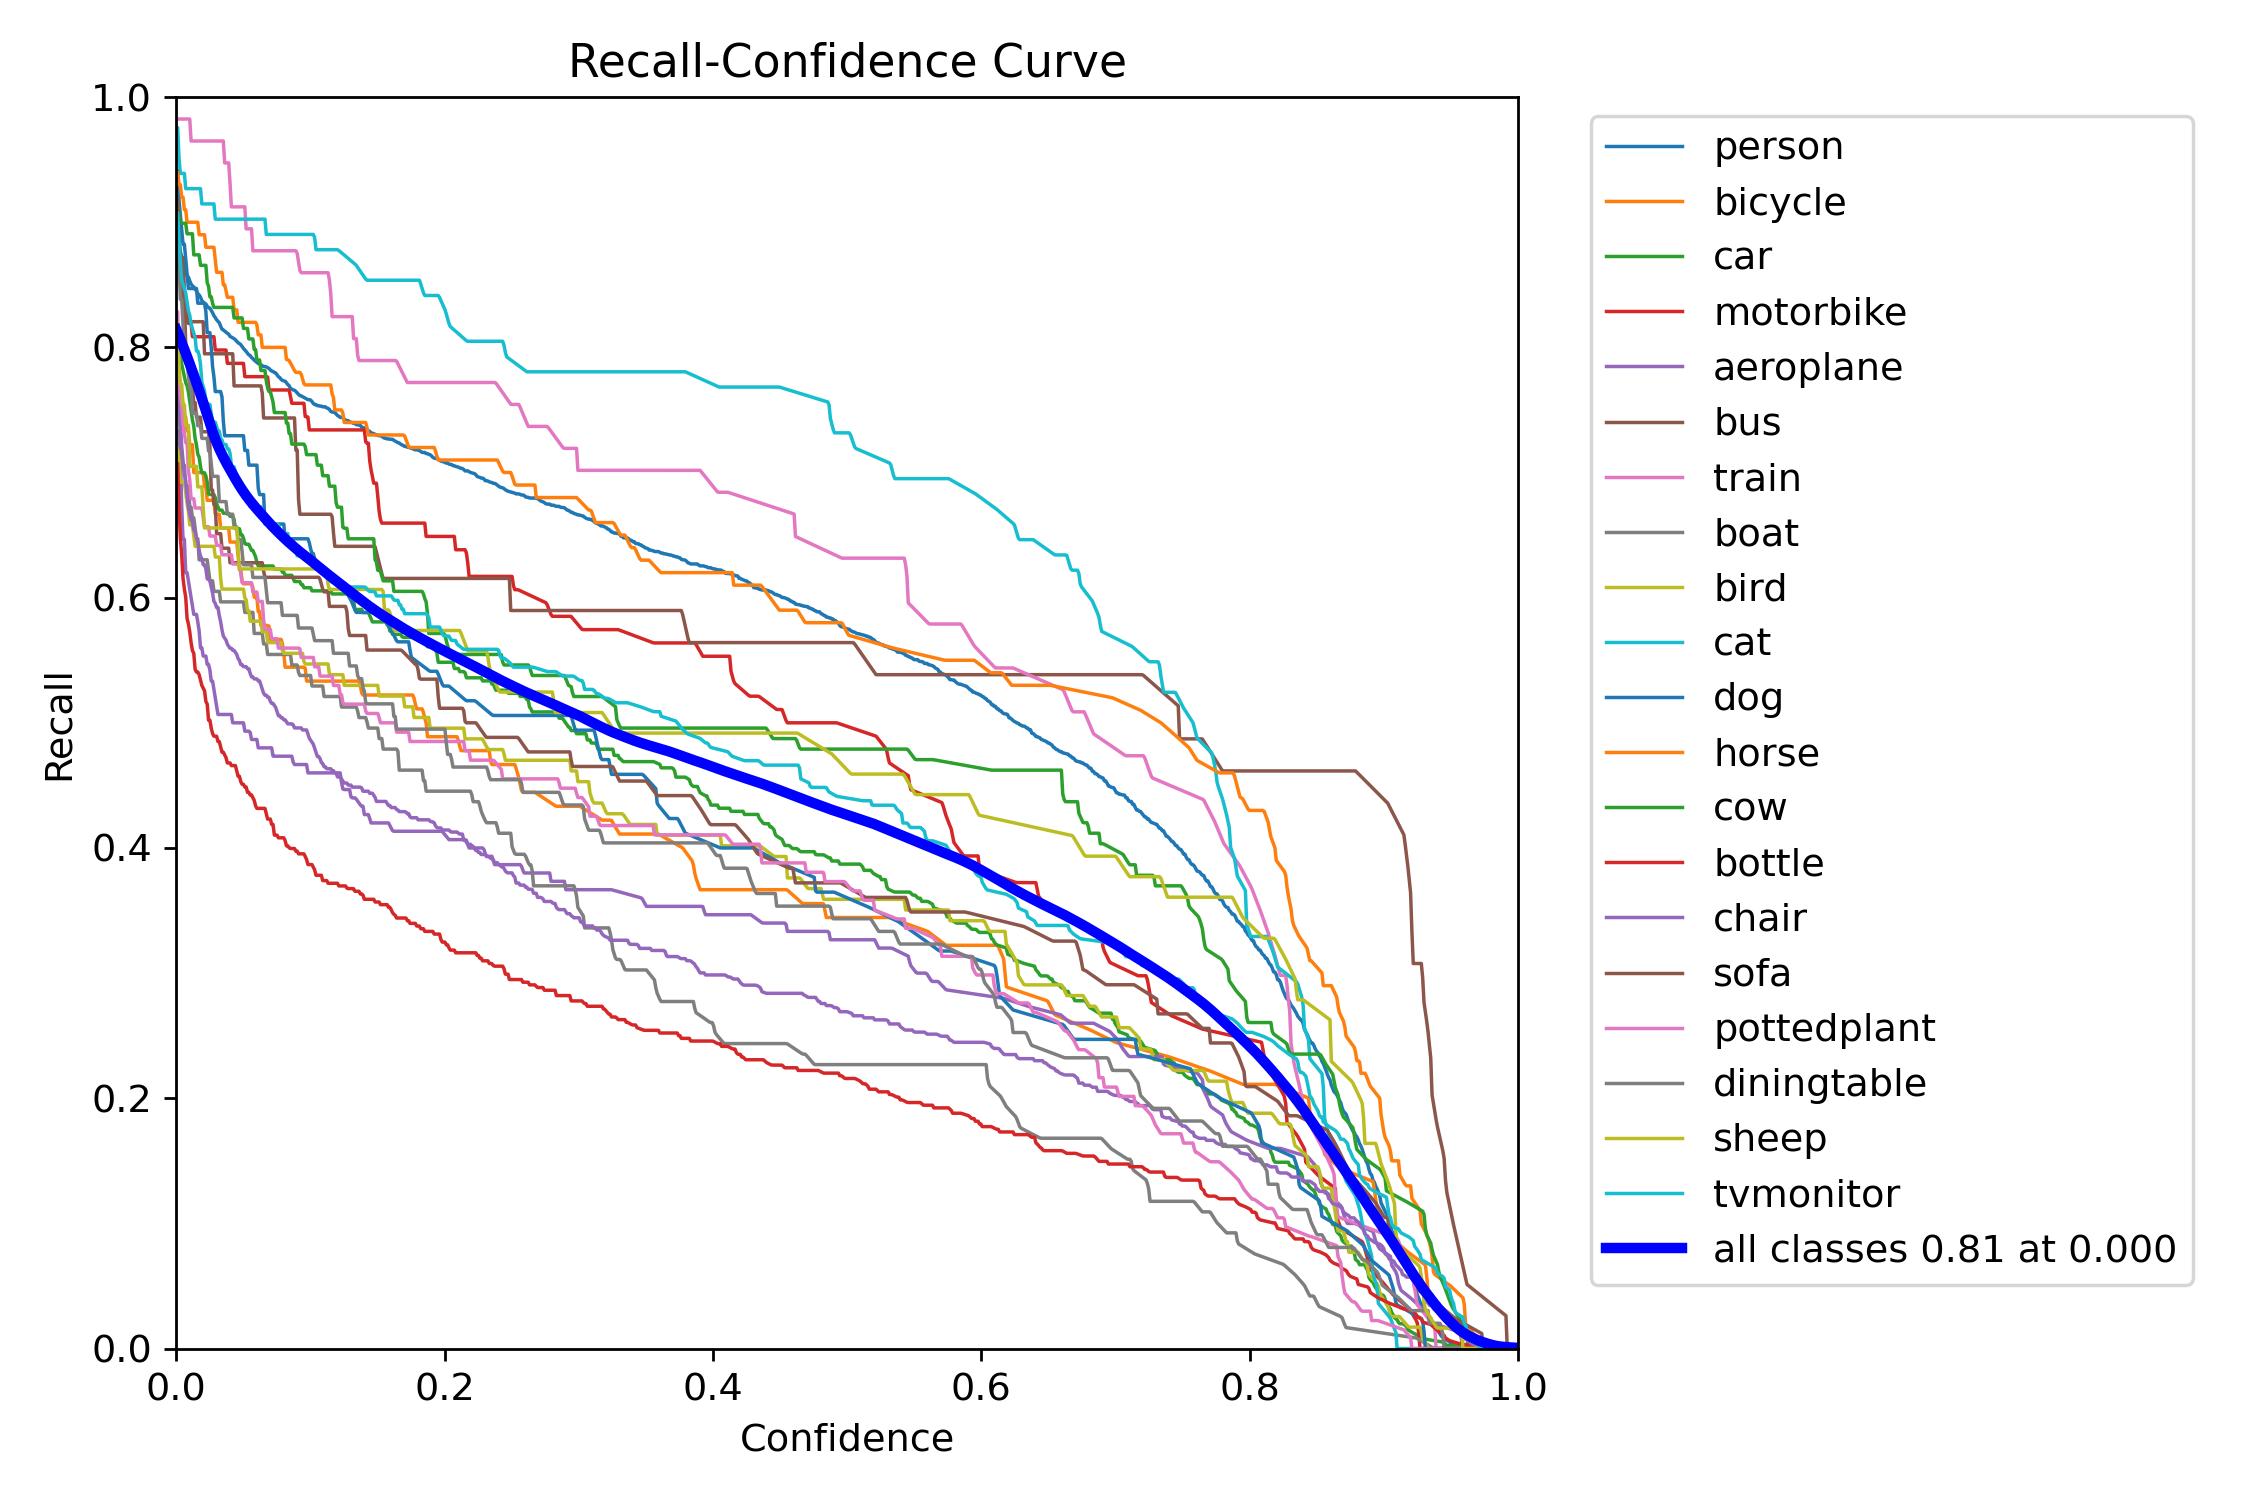 Recall-Confidence Curve
1.0
0.8
0.6
0.4
0.2
0.0
Recall
0.0 0.2 0.4 0.6 0.8 1.0
Confidence
person
bicycle
car
motorbike
aeroplane
bus
train
boat
bird
cat
dog
horse
cow
bottle
chair
sofa
pottedplant
diningtable
sheep
tvmonitor
all classes 0.81 at 0.000